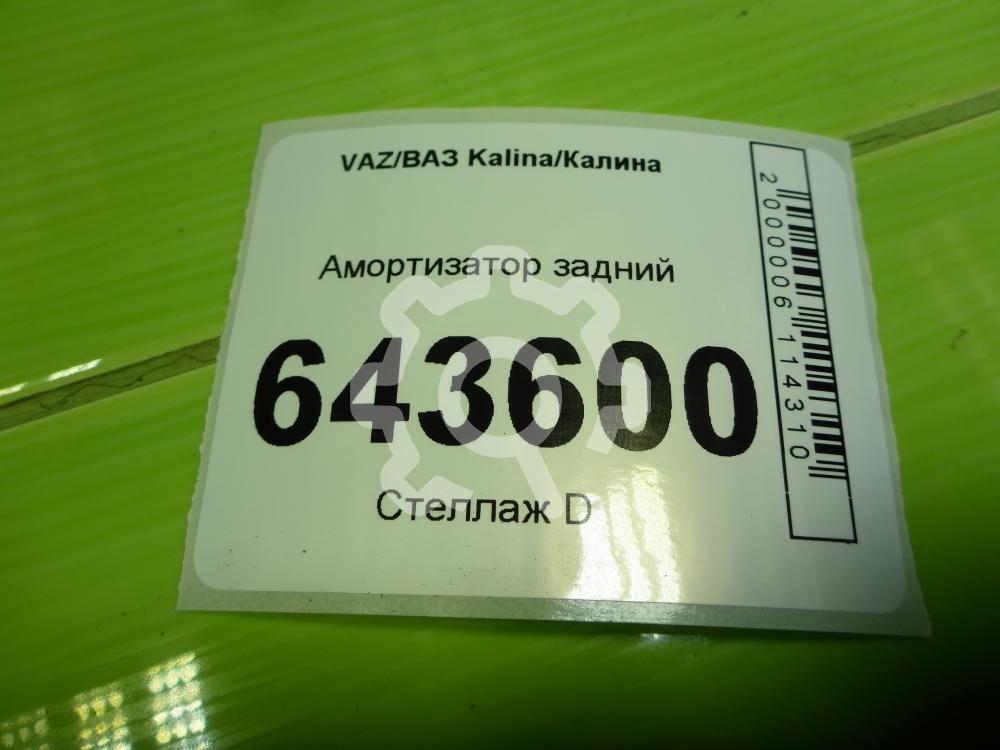 VAZ/ВАЗ Kalina/Калина
Амортизатор задний
643600
Стеллаж D
2000006114310